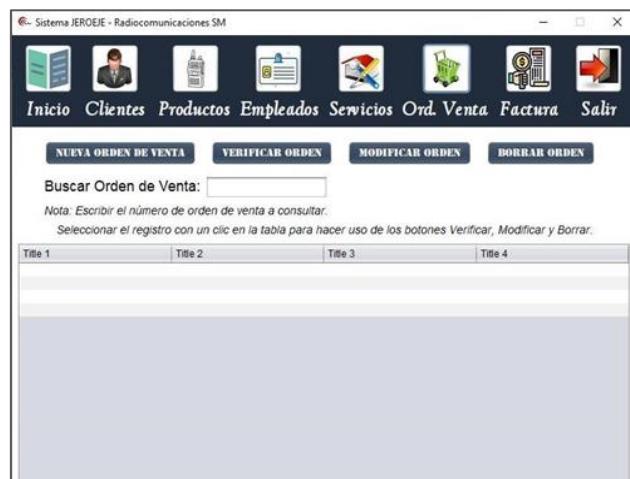 Sistema JEROEJE - Radiocomunicaciones SM
Inicio Clientes Productos Empleados Servicios Ord. Venta Factura Salir
NUEVA ORDEN DE VENTA VERIFICAR ORDEN MODIFICAR ORDEN BORRAR ORDEN
Buscar Orden de Venta:
Nota: Escribir el número de orden de venta a consultar.
Seleccionar el registro con un clic en la tabla para hacer uso de los botones Verificar, Modificar y Borrar.
Title 1 Title 2 Title 3 Title 4